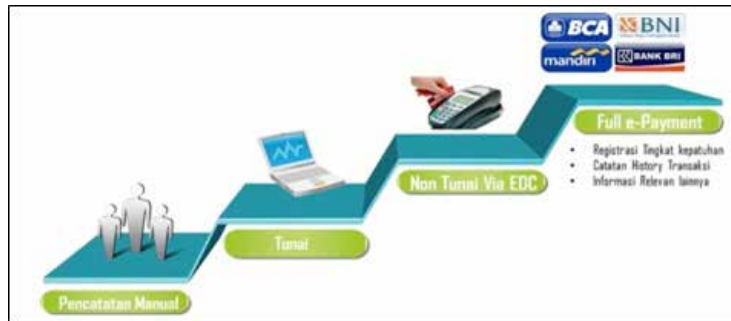 BCA
BNI
mandiri
BANK BRI
Full e-Payment
• Registrasi Tingkat kepatuhan
• Catatan History Transaksi
• Informasi Relevan lainnya
Non Tunai Via EDC
Tunai
Pencatatan Manual